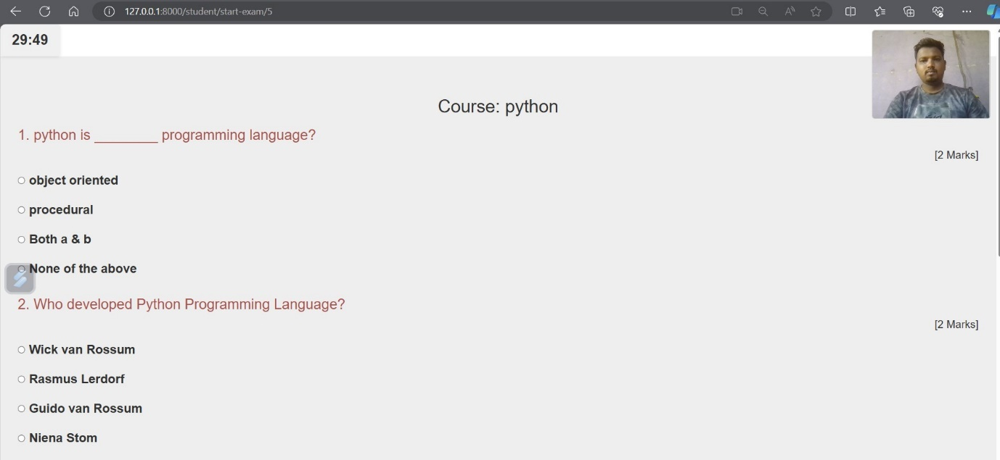 127.0.0.1:8000/student/start-exam/5
29:49
Course: python
1. python is ________ programming language?
[2 Marks]
object oriented
procedural
Both a & b
None of the above
2. Who developed Python Programming Language?
[2 Marks]
Wick van Rossum
Rasmus Lerdorf
Guido van Rossum
Niena Stom